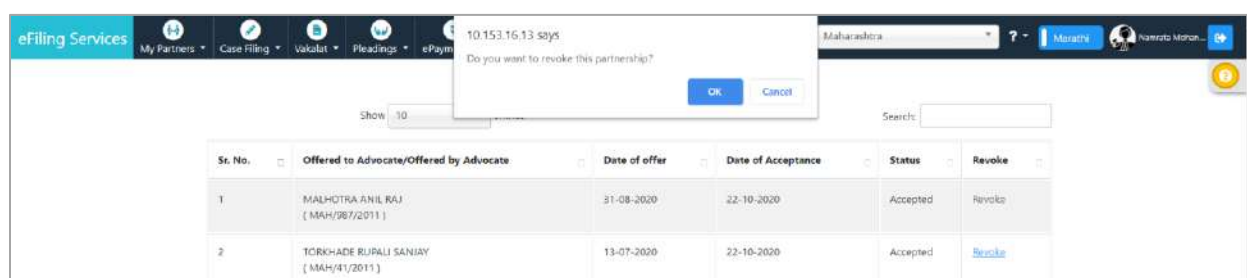 eFiling Services
My Partners
Case Filing
Vakalat
Pleadings
10.153.16.13 says
Do you want to revoke this partnership?
OK
Cancel
Maharashtra
?
Marathi
Show 10
Search:
Sr. No.
Offered to Advocate/Offered by Advocate
Date of offer
Date of Acceptance
Status
Revoke
1
MALHOTRA ANIL RAJ
( MAH/987/2011 )
31-08-2020
22-10-2020
Accepted
Revoke
2
TORKHADE RUPALI SANJAY
( MAH/41/2011 )
13-07-2020
22-10-2020
Accepted
Revoke